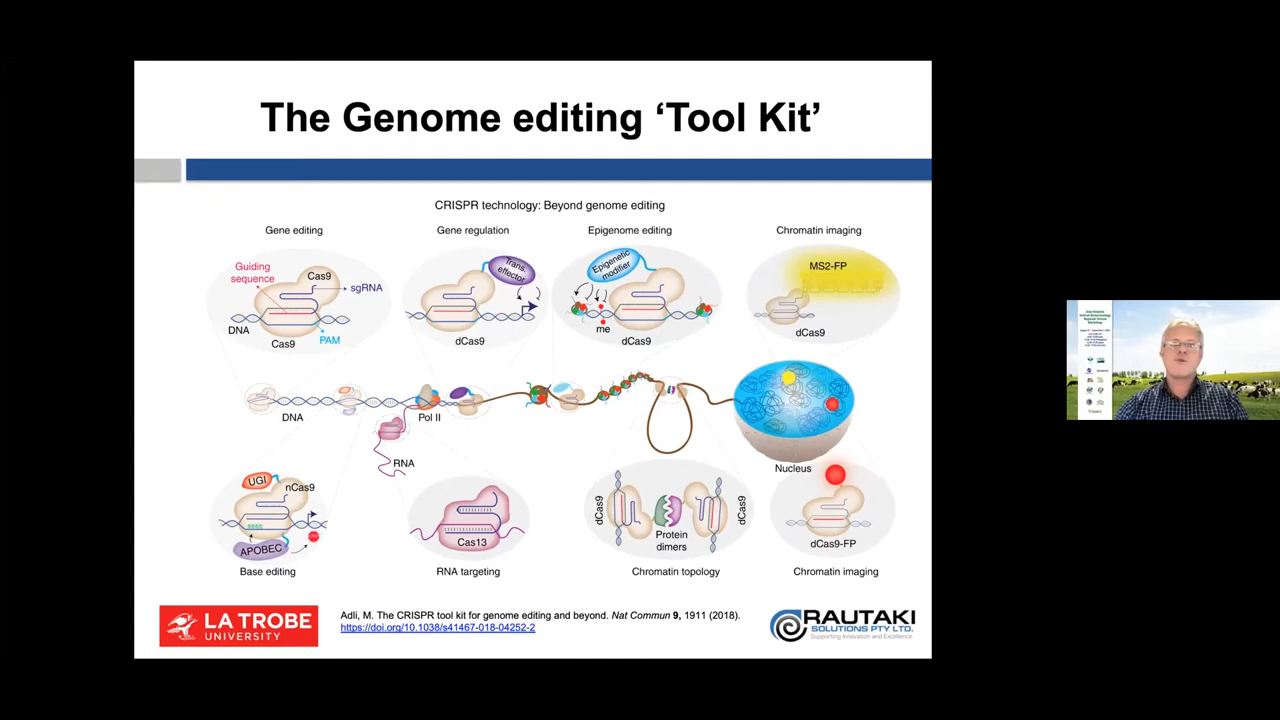 The Genome editing ‘Tool Kit’
CRISPR technology: Beyond genome editing
Gene editing
Gene regulation
Epigenome editing
Chromatin imaging
Guiding
sequence
Cas9
sgRNA
DNA
Cas9
PAM
Trans.
effector
dCas9
Epigenetic
modifier
me
dCas9
MS2-FP
dCas9
DNA
Pol II
RNA
Nucleus
UGI
nCas9
APOBEC
Base editing
Cas13
RNA targeting
dCas9
Protein
dimers
dCas9
Chromatin topology
dCas9-FP
Chromatin imaging
LA TROBE
UNIVERSITY
Adli, M. The CRISPR tool kit for genome editing and beyond. Nat Commun 9, 1911 (2018).
https://doi.org/10.1038/s41467-018-04252-2
RAUTAKI
SOLUTIONS PTY LTD.
Supporting Innovation and Excellence